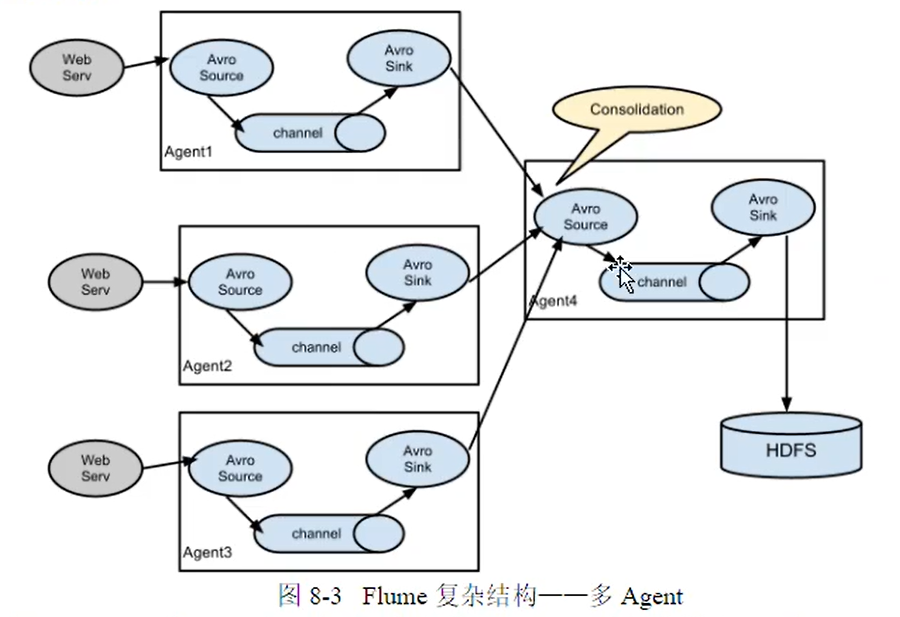 Web
Serv
Avro
Source
Avro
Sink
channel
Agent1
Consolidation
Web
Serv
Avro
Source
Avro
Sink
channel
Agent2
Avro
Source
Avro
Sink
channel
Agent4
Web
Serv
Avro
Source
Avro
Sink
channel
Agent3
HDFS
图 8-3 Flume 复杂结构——多 Agent